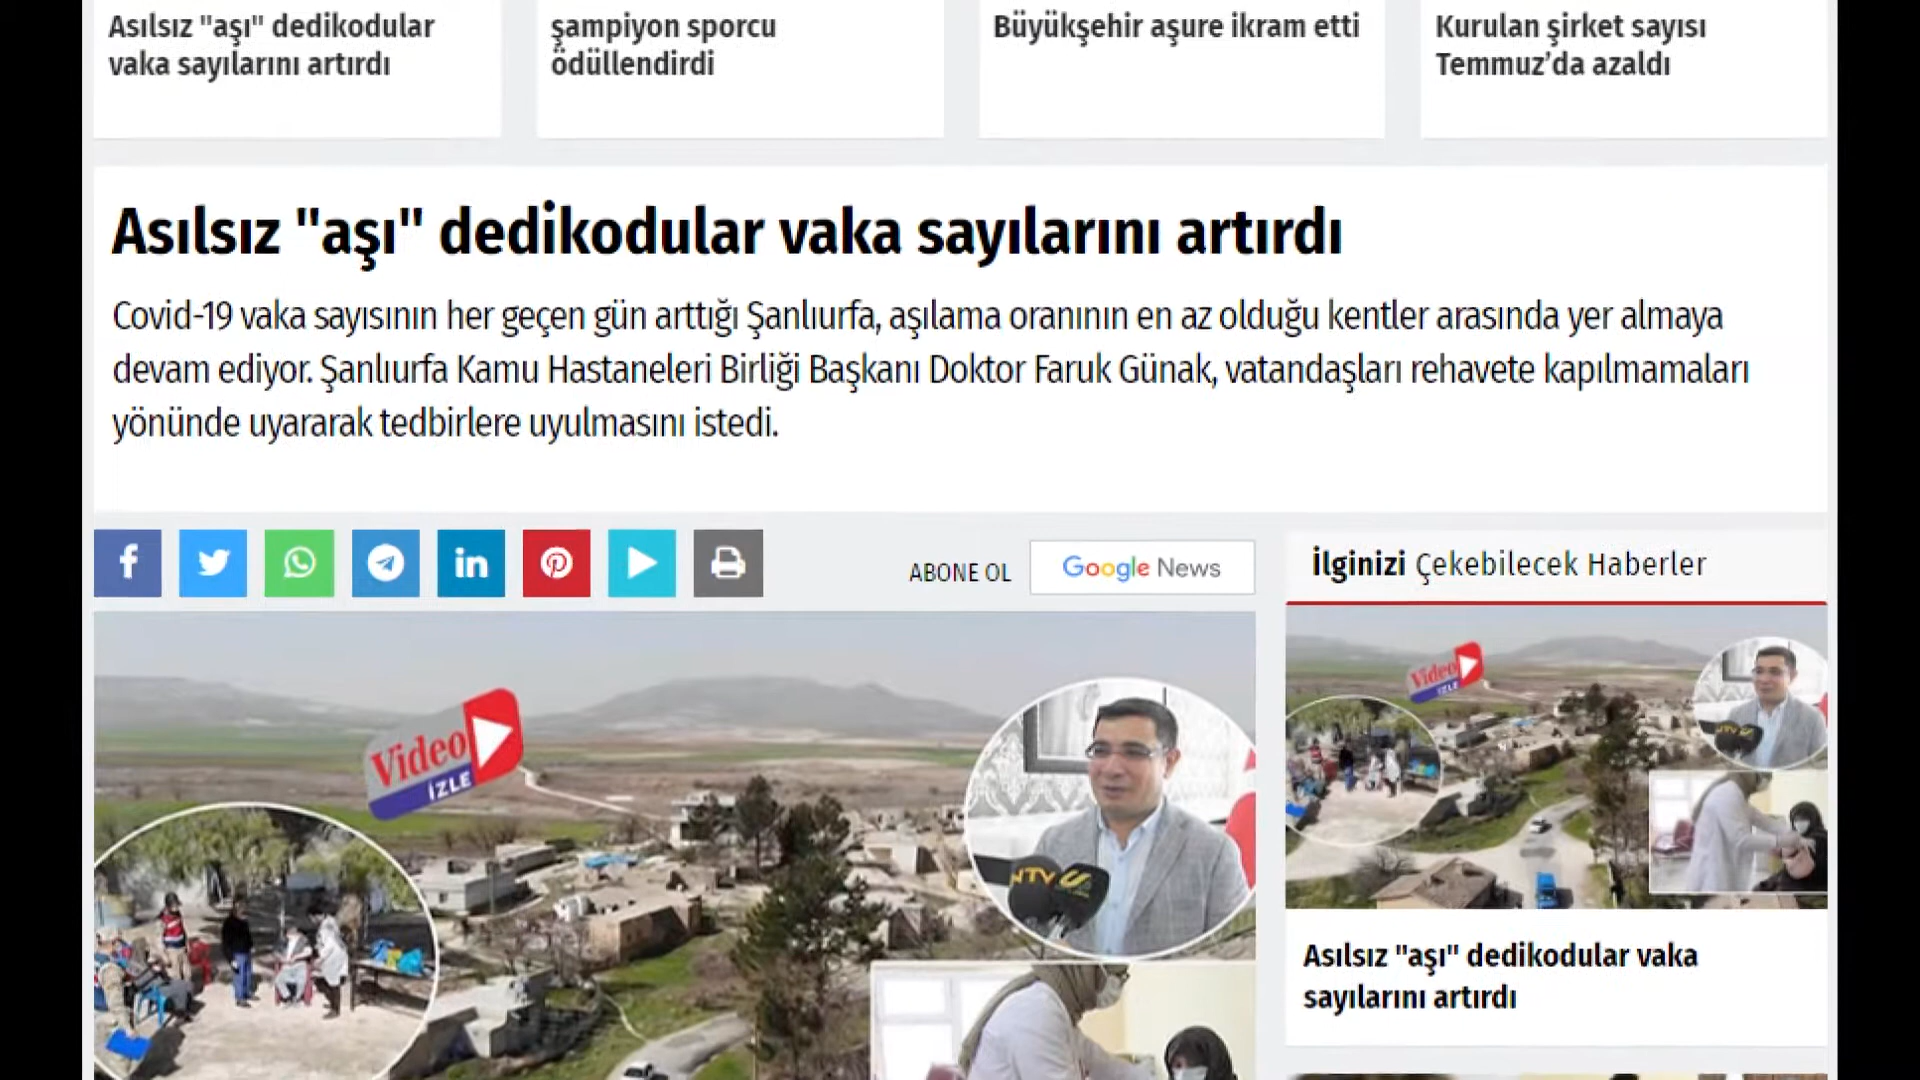 Asılsız "aşı" dedikodular
vaka sayılarını artırdı
şampiyon sporcu
ödüllendirdi
Büyükşehir aşure ikram etti
Kurulan şirket sayısı
Temmuz’da azaldı
Asılsız "aşı" dedikodular vaka sayılarını artırdı
Covid-19 vaka sayısının her geçen gün arttığı Şanlıurfa, aşılama oranının en az olduğu kentler arasında yer almaya
devam ediyor. Şanlıurfa Kamu Hastaneleri Birliği Başkanı Doktor Faruk Günak, vatandaşları rehavete kapılmamaları
yönünde uyararak tedbirlere uyulmasını istedi.
ABONE OL
Google News
İlginizi Çekebilecek Haberler
Video
İZLE
NTV
Video
İZLE
NTV
Asılsız "aşı" dedikodular vaka
sayılarını artırdı